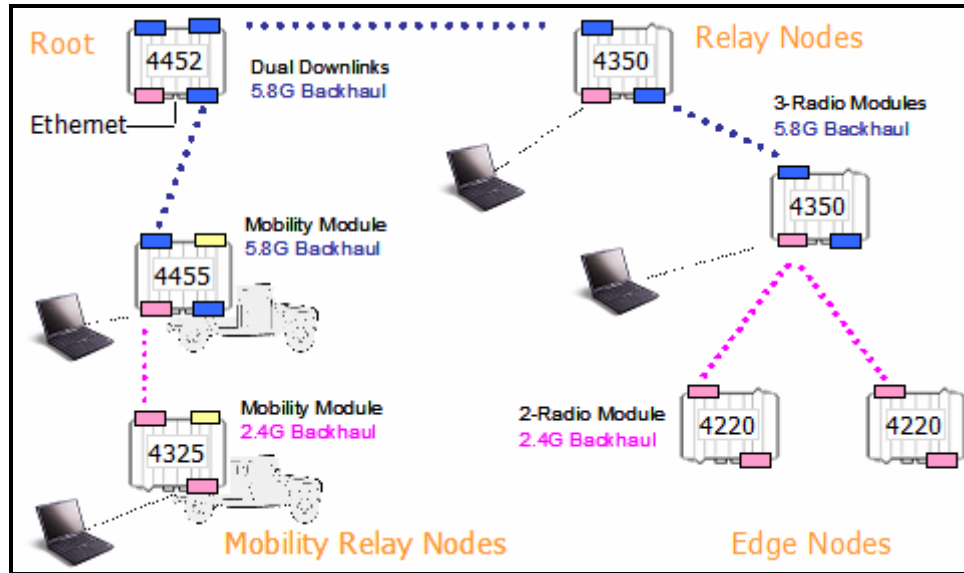 Root
4452
Ethernet
Dual Downlinks
5.8G Backhaul
4350
Relay Nodes
3-Radio Modules
5.8G Backhaul
4350
Mobility Module
5.8G Backhaul
4455
Mobility Module
2.4G Backhaul
4325
2-Radio Module
2.4G Backhaul
4220
4220
Mobility Relay Nodes
Edge Nodes